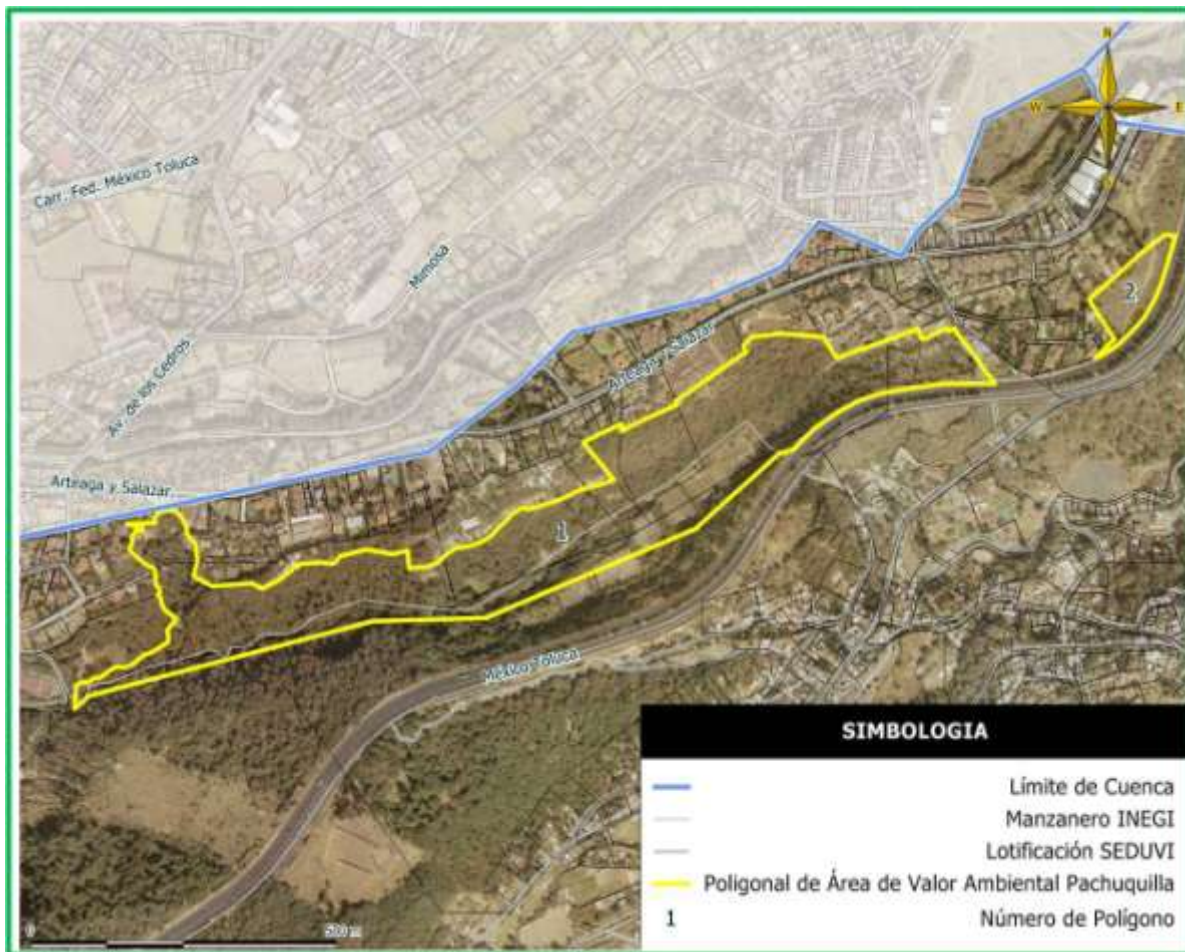 N
W E
S
Carr. Fed. México Toluca
Mimosa
2
Av. de los Cedros
Arteaga y Salazar
Arteaga y Salazar
1
México Toluca
SIMBOLOGIA
Límite de Cuenca
Manzanero INEGI
Lotificación SEDUVI
Poligonal de Área de Valor Ambiental Pachuquilla
1 Número de Polígono
0 500 m